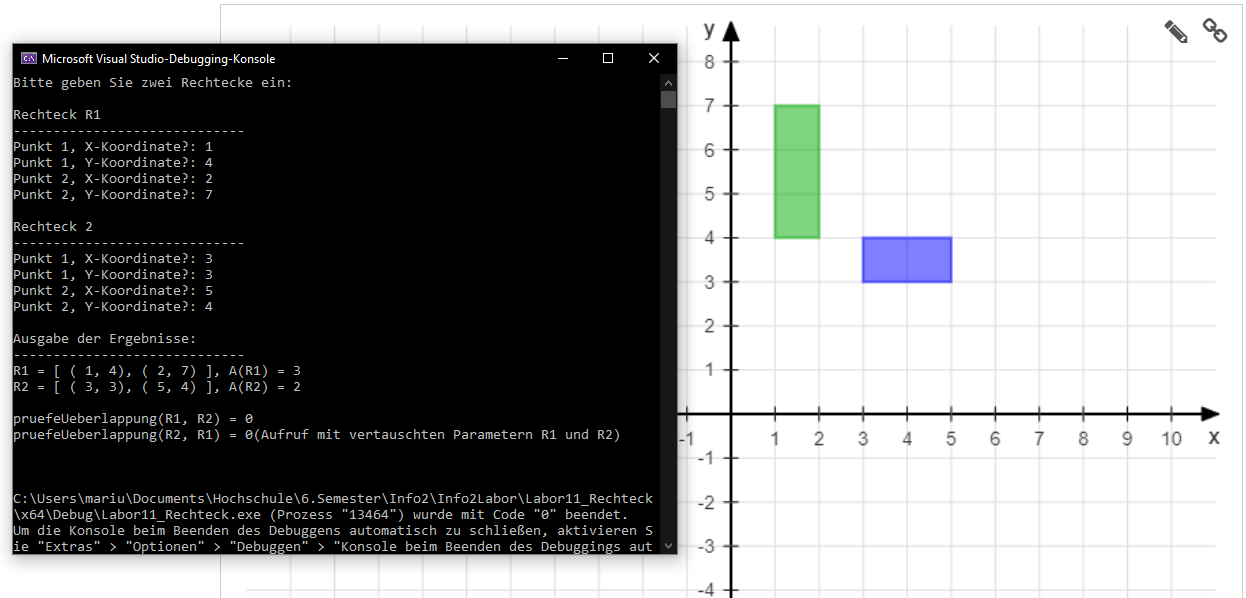 Microsoft Visual Studio-Debugging-Konsole
Bitte geben Sie zwei Rechtecke ein:
Rechteck R1
-----------------------------
Punkt 1, X-Koordinate?: 1
Punkt 1, Y-Koordinate?: 4
Punkt 2, X-Koordinate?: 2
Punkt 2, Y-Koordinate?: 7
Rechteck 2
-----------------------------
Punkt 1, X-Koordinate?: 3
Punkt 1, Y-Koordinate?: 3
Punkt 2, X-Koordinate?: 5
Punkt 2, Y-Koordinate?: 4
Ausgabe der Ergebnisse:
-----------------------------
R1 = [ ( 1, 4), ( 2, 7) ], A(R1) = 3
R2 = [ ( 3, 3), ( 5, 4) ], A(R2) = 2
pruefeUeberlappung(R1, R2) = 0
pruefeUeberlappung(R2, R1) = 0(Aufruf mit vertauschten Parametern R1 und R2)
C:\Users\mariu\Documents\Hochschule\6.Semester\Info2\Info2Labor\Labor11_Rechteck
\x64\Debug\Labor11_Rechteck.exe (Prozess "13464") wurde mit Code "0" beendet.
Um die Konsole beim Beenden des Debuggens automatisch zu schließen, aktivieren S
ie "Extras" > "Optionen" > "Debuggen" > "Konsole beim Beenden des Debuggings aut
y
8
7
6
5
4
3
2
1
-1 1 2 3 4 5 6 7 8 9 10 x
-1
-2
-3
-4